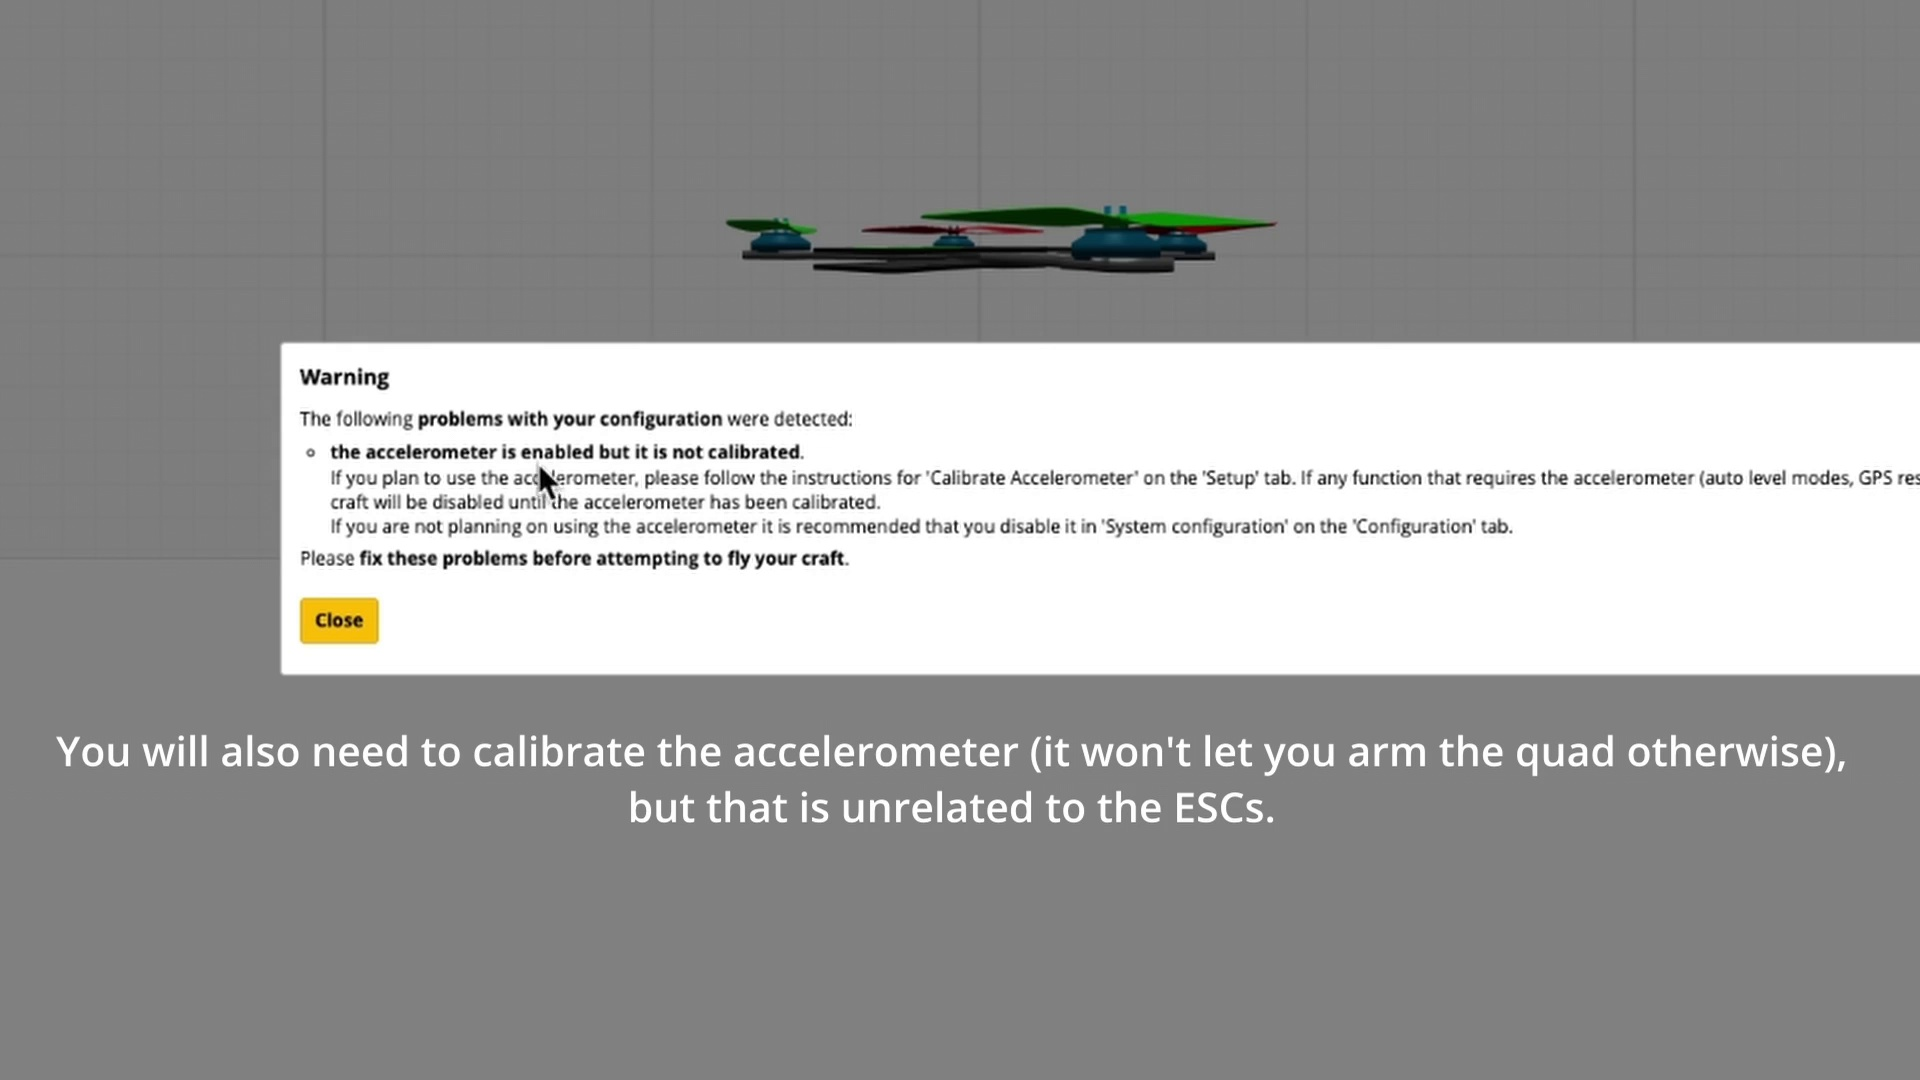 Warning
The following problems with your configuration were detected:
the accelerometer is enabled but it is not calibrated.
If you plan to use the accelerometer, please follow the instructions for 'Calibrate Accelerometer' on the 'Setup' tab. If any function that requires the accelerometer (auto level modes, GPS res
craft will be disabled until the accelerometer has been calibrated.
If you are not planning on using the accelerometer it is recommended that you disable it in 'System configuration' on the 'Configuration' tab.
Please fix these problems before attempting to fly your craft.
Close
You will also need to calibrate the accelerometer (it won't let you arm the quad otherwise),
but that is unrelated to the ESCs.